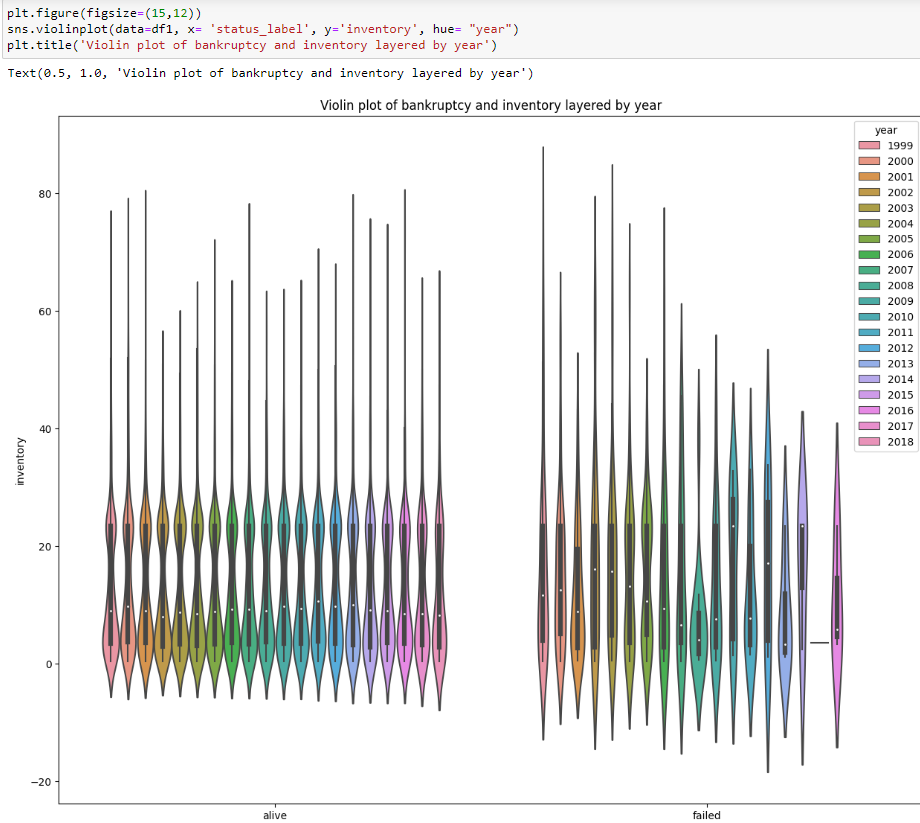 plt.figure(figsize=(15,12))
sns.violinplot(data=df1, x= 'status_label', y='inventory', hue= "year")
plt.title('Violin plot of bankruptcy and inventory layered by year')
Text(0.5, 1.0, 'Violin plot of bankruptcy and inventory layered by year')
Violin plot of bankruptcy and inventory layered by year
year
1999
2000
2001
2002
2003
2004
2005
2006
2007
2008
2009
2010
2011
2012
2013
2014
2015
2016
2017
2018
80
60
40
20
0
−20
inventory
alive
failed